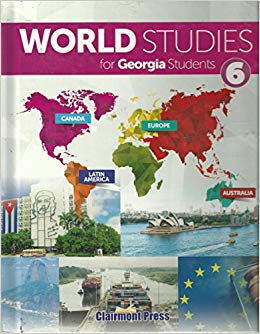 WORLD STUDIES
for Georgia Students 6
CANADA
EUROPE
LATIN
AMERICA
AUSTRALIA
Clairmont Press